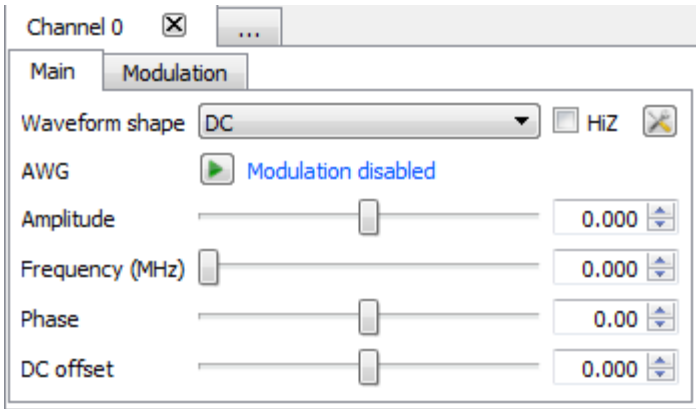 Channel 0 ...
Main Modulation
Waveform shape DC HiZ
AWG Modulation disabled
Amplitude 0.000
Frequency (MHz) 0.000
Phase 0.00
DC offset 0.000